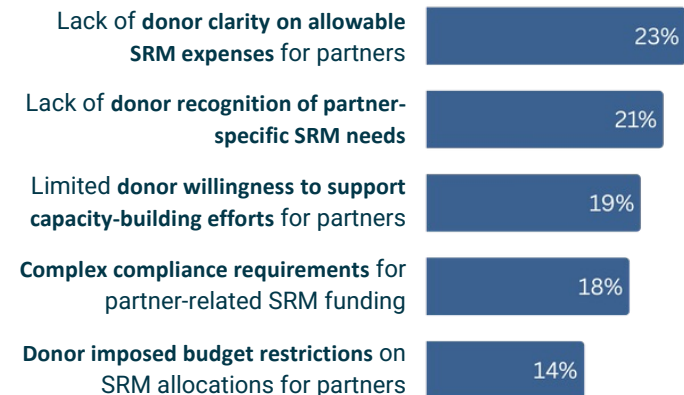 Lack of donor clarity on allowable
SRM expenses for partners
23%
Lack of donor recognition of partner-
specific SRM needs
21%
Limited donor willingness to support
capacity-building efforts for partners
19%
Complex compliance requirements for
partner-related SRM funding
18%
Donor imposed budget restrictions on
SRM allocations for partners
14%